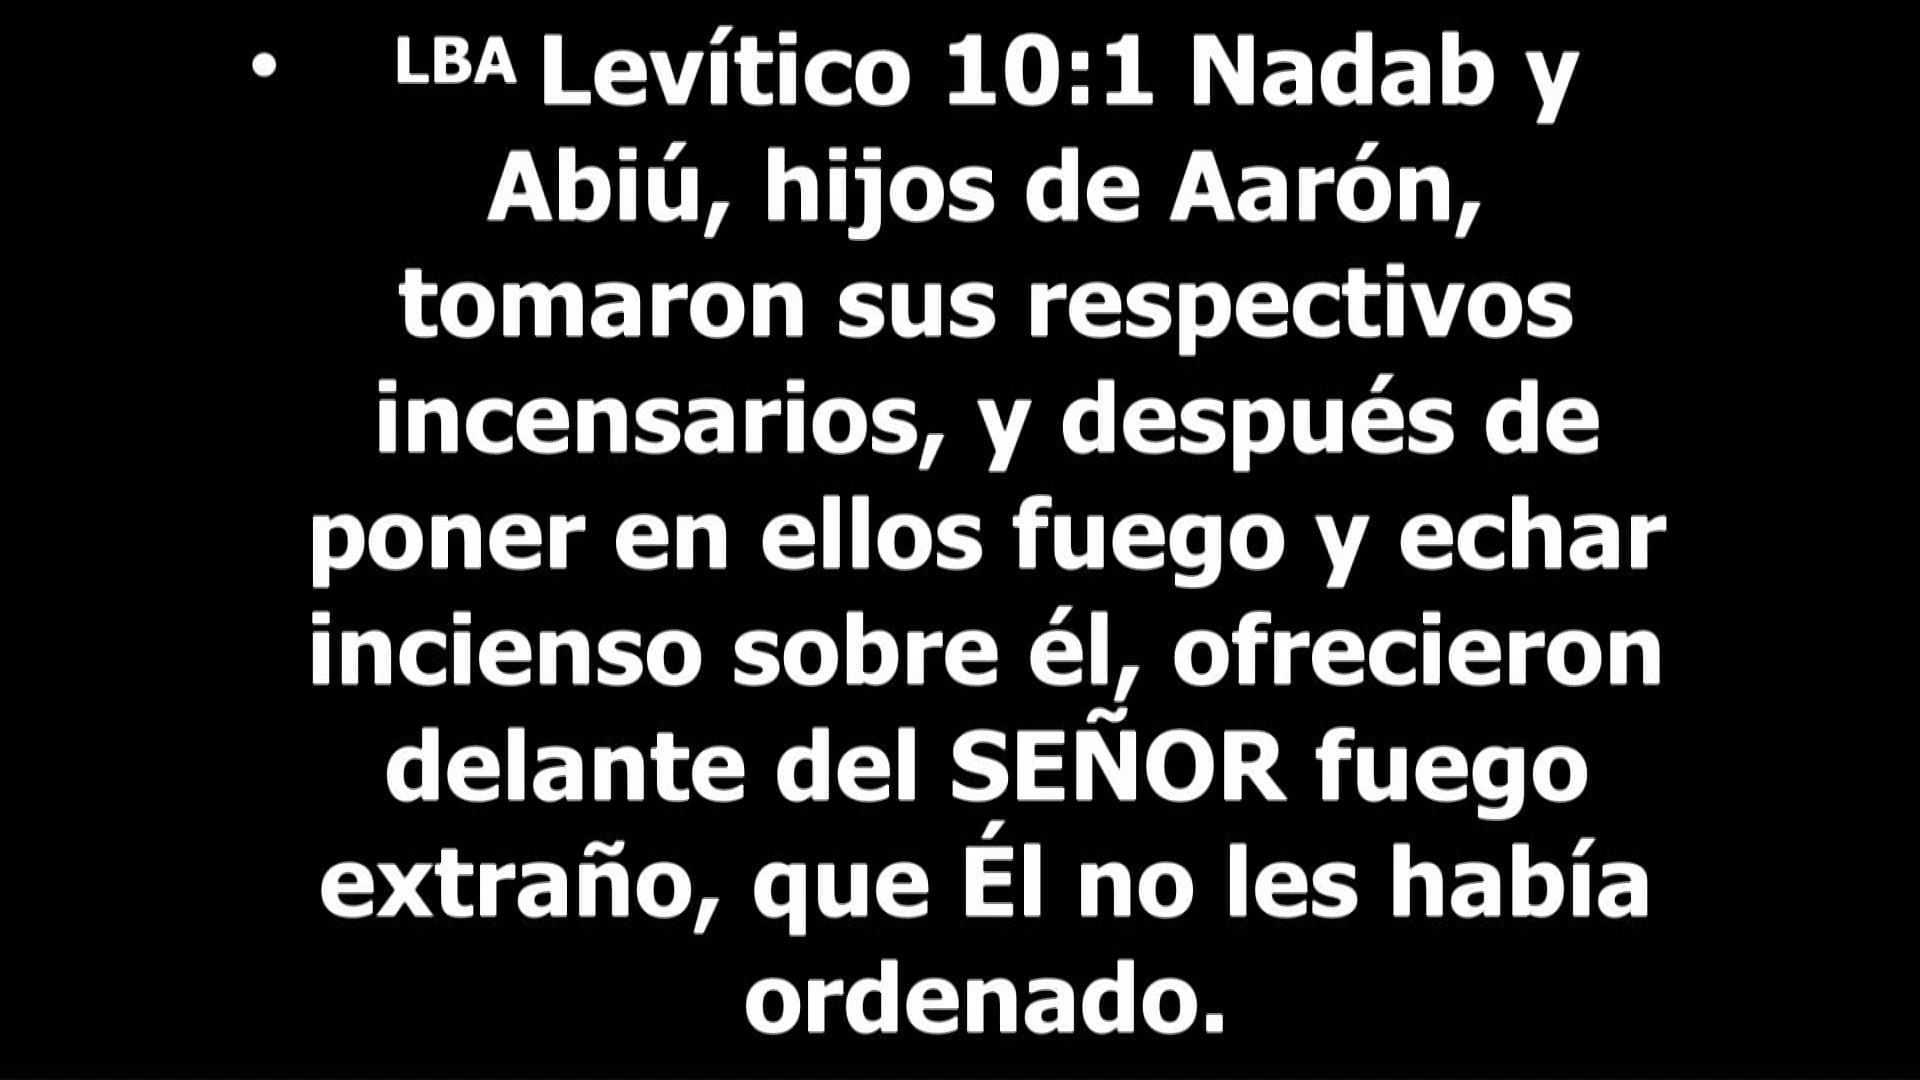 • LBA Levítico 10:1 Nadab y
Abiú, hijos de Aarón,
tomaron sus respectivos
incensarios, y después de
poner en ellos fuego y echar
incienso sobre él, ofrecieron
delante del SEÑOR fuego
extraño, que Él no les había
ordenado.